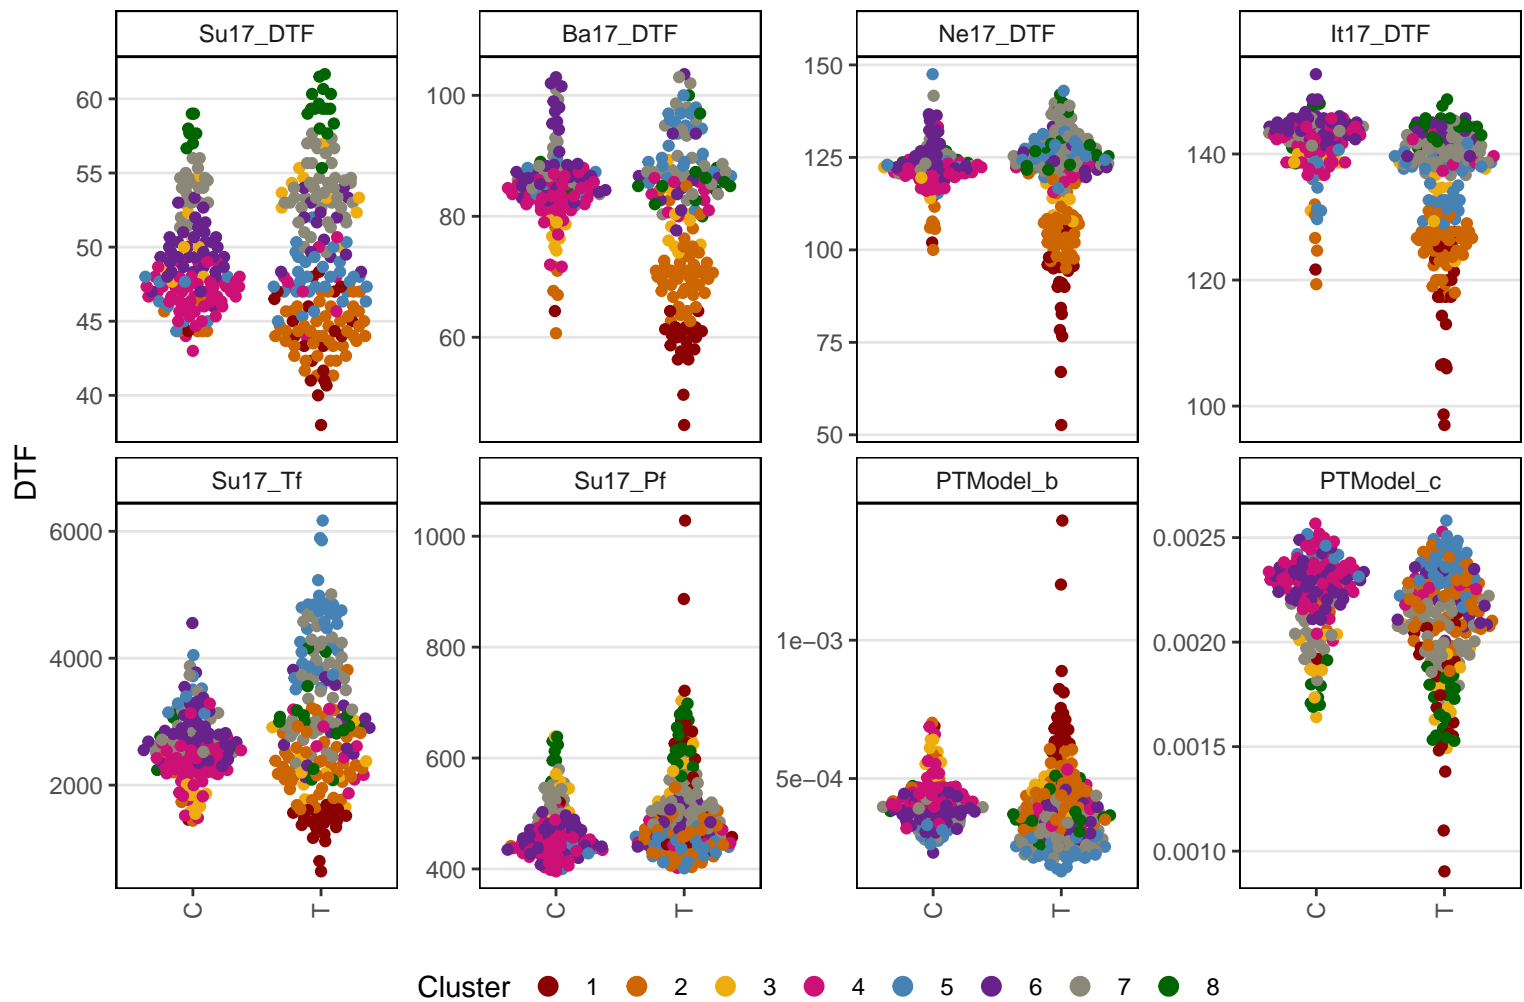 Su17_DTF
Ba17_DTF
Ne17_DTF
It17_DTF
60
55
50
45
40
100
80
60
150
125
100
75
50
140
120
100
DTF
Su17_Tf
Su17_Pf
PTModel_b
PTModel_c
6000
4000
2000
1000
800
600
400
1e−03
5e−04
0.0025
0.0020
0.0015
0.0010
C
T
C
T
C
T
C
T
Cluster 1 2 3 4 5 6 7 8